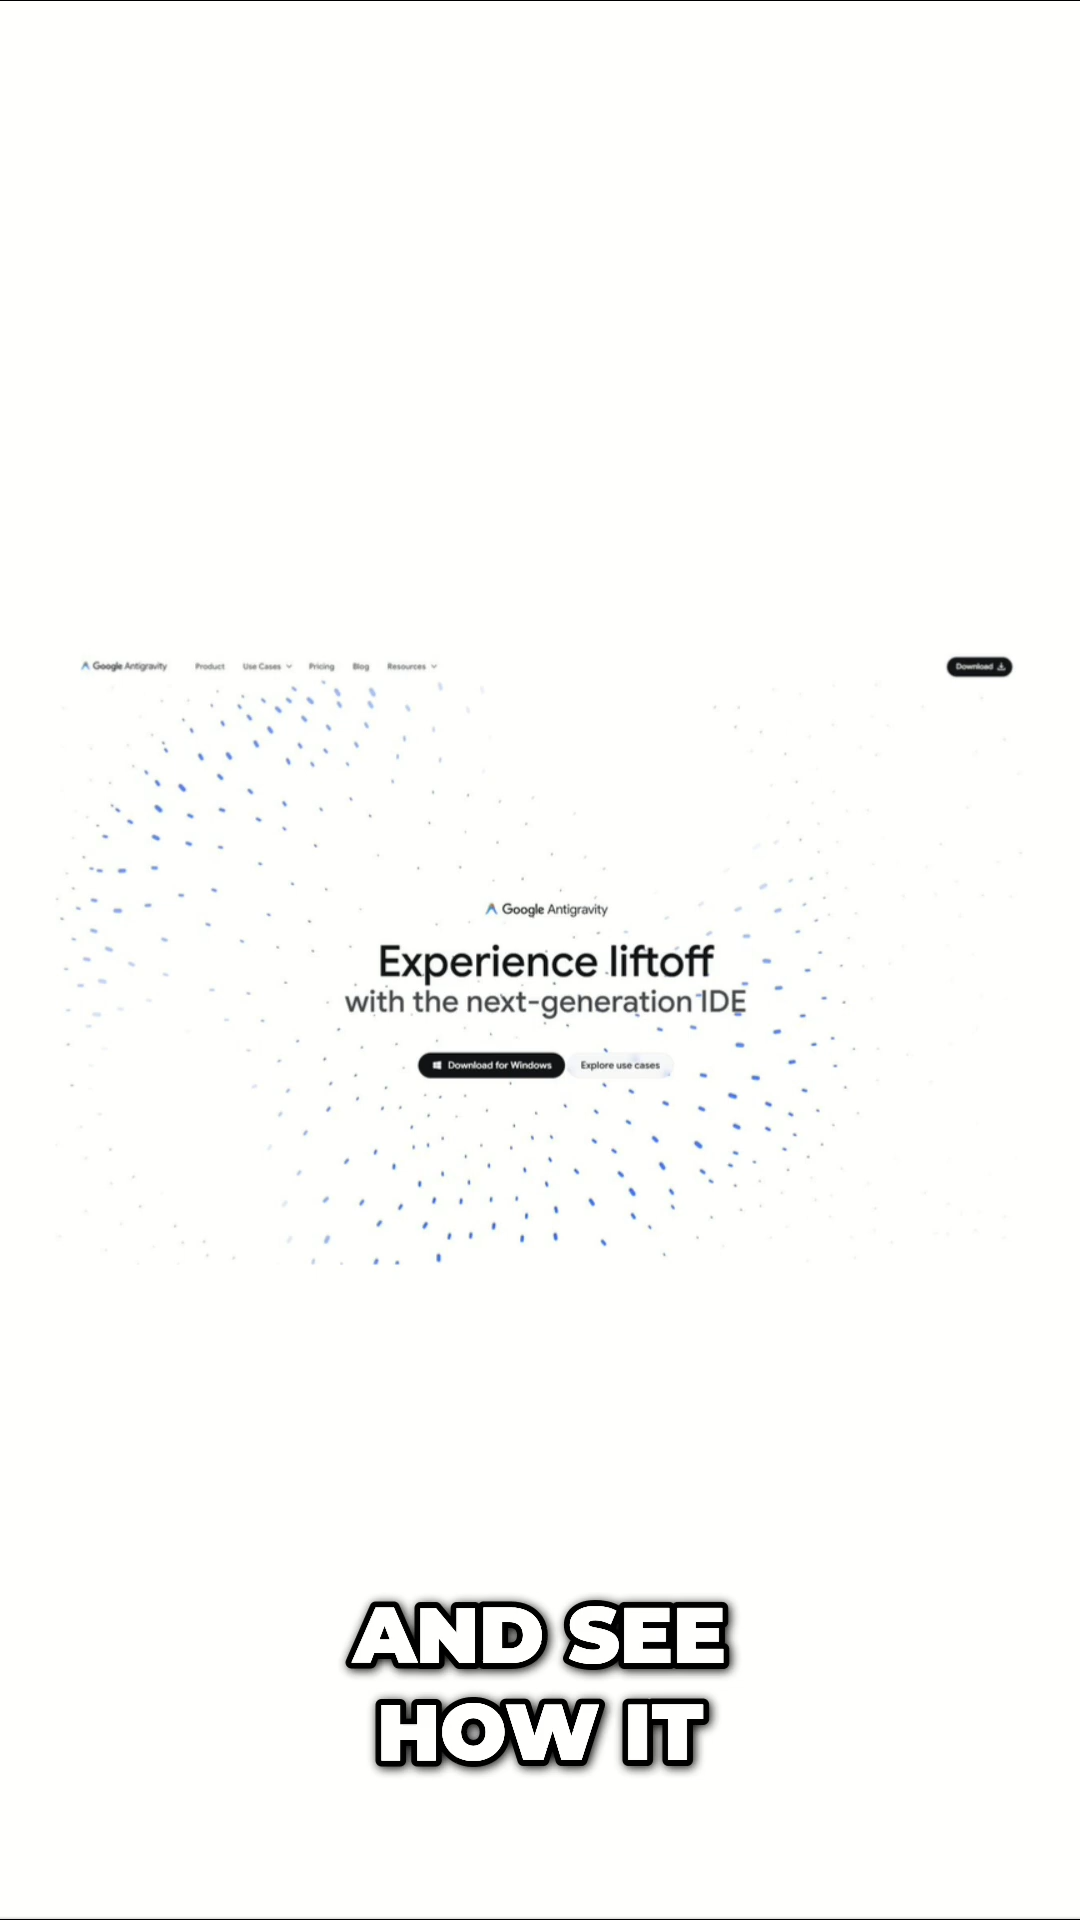 Google Antigravity Product Use Cases Pricing Blog Resources Download
Google Antigravity
Experience liftoff
with the next-generation IDE
Download for Windows Explore use cases
AND SEE
HOW IT